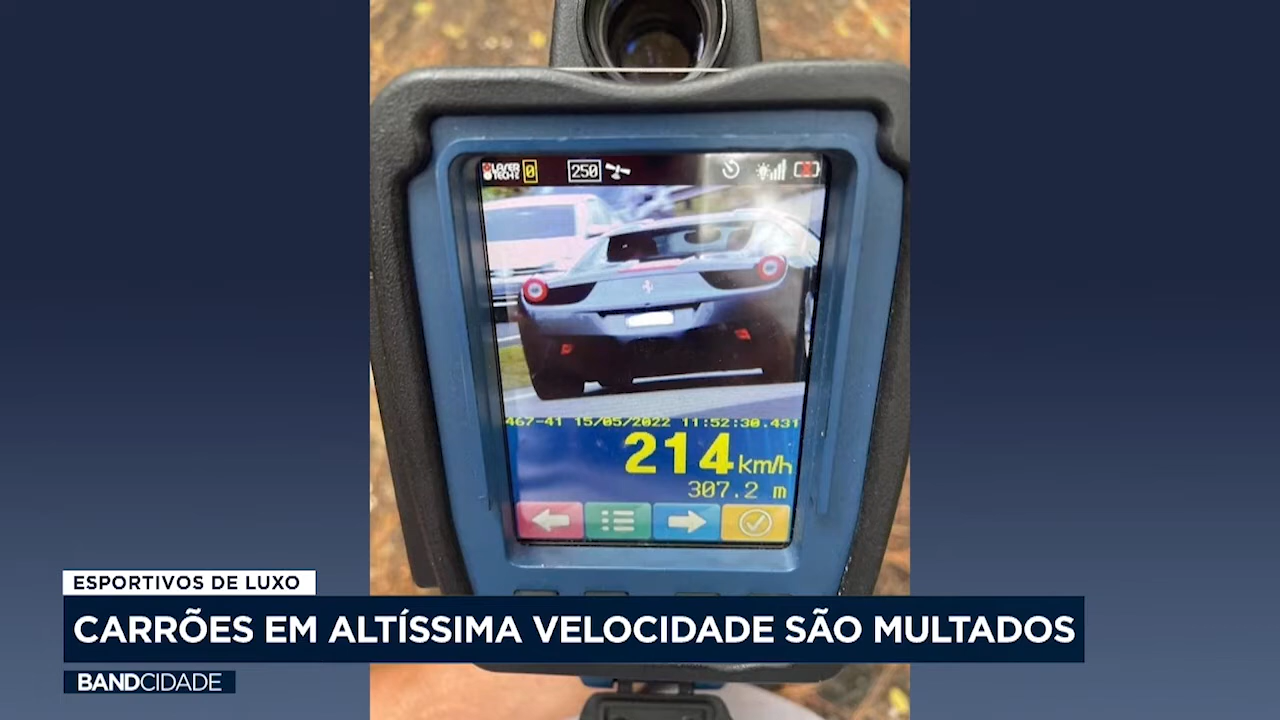 LASER TECH 0 250
467-41 15/05/2022 11:52:30.431
214 km/h
307.2 m
ESPORTIVOS DE LUXO
CARRÕES EM ALTÍSSIMA VELOCIDADE SÃO MULTADOS
BANDCIDADE